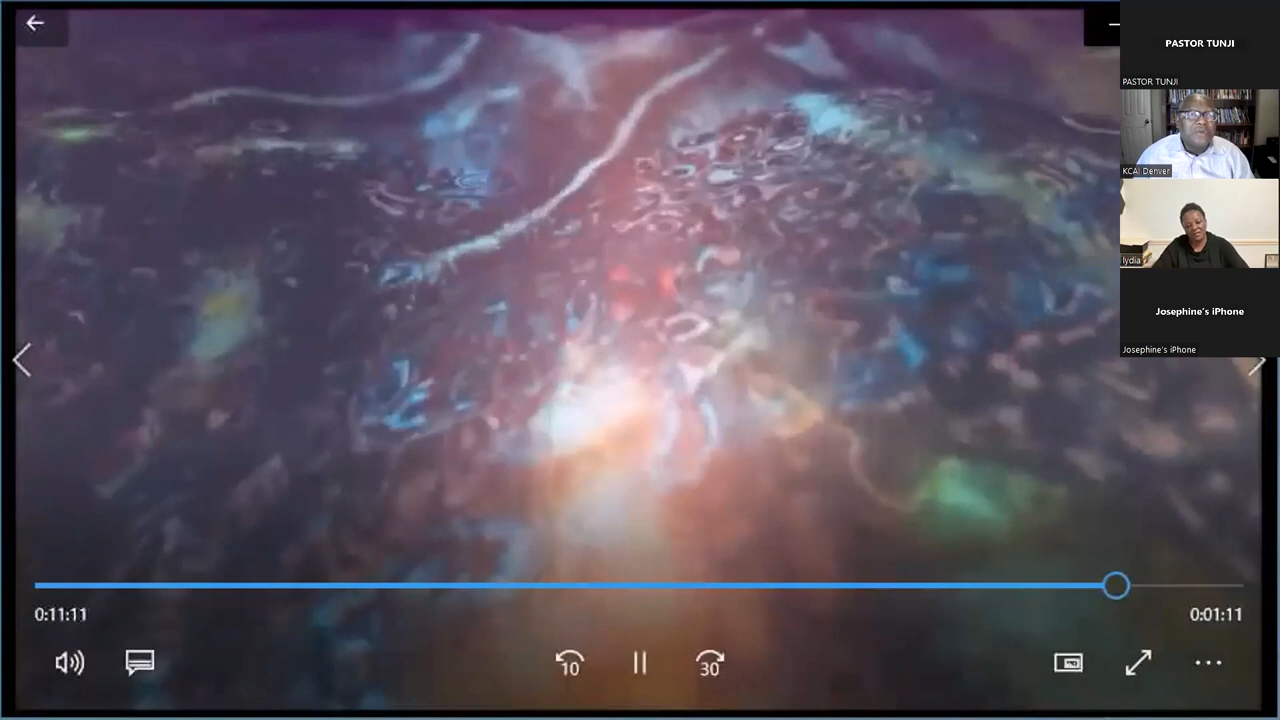 PASTOR TUNJI
PASTOR TUNJI
KCAI Denver
lydia
Josephine's iPhone
Josephine's iPhone
0:11:11
0:01:11
10
30